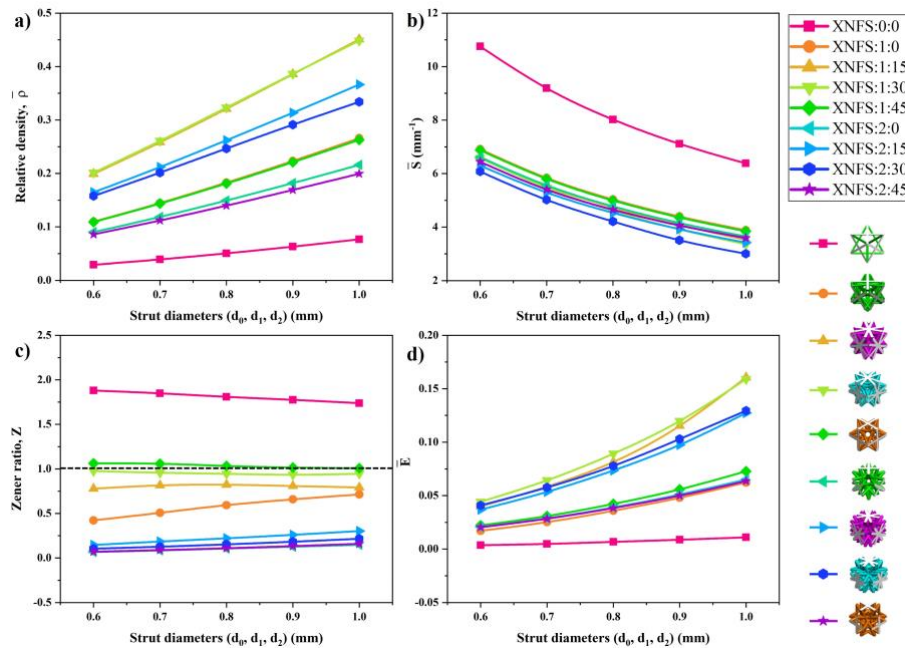 a)
0.5
0.4
0.3
0.2
0.1
0.0
Relative density, ρ̄
0.6 0.7 0.8 0.9 1.0
Strut diameters (d₀, d₁, d₂) (mm)
b)
12
10
8
6
4
2
S̄ (mm⁻¹)
0.6 0.7 0.8 0.9 1.0
Strut diameters (d₀, d₁, d₂) (mm)
XNFS:0:0
XNFS:1:0
XNFS:1:15
XNFS:1:30
XNFS:1:45
XNFS:2:0
XNFS:2:15
XNFS:2:30
XNFS:2:45
c)
2.5
2.0
1.5
1.0
0.5
0.0
-0.5
Zener ratio, Z
0.6 0.7 0.8 0.9 1.0
Strut diameters (d₀, d₁, d₂) (mm)
d)
0.20
0.15
0.10
0.05
0.00
-0.05
Ē
0.6 0.7 0.8 0.9 1.0
Strut diameters (d₀, d₁, d₂) (mm)